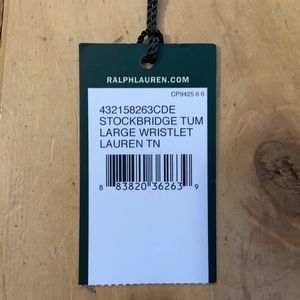 RALPHLAUREN.COM
CP9425 6 6
432158263CDE
STOCKBRIDGE TUM
LARGE WRISTLET
LAUREN TN
8 83820 36263 9